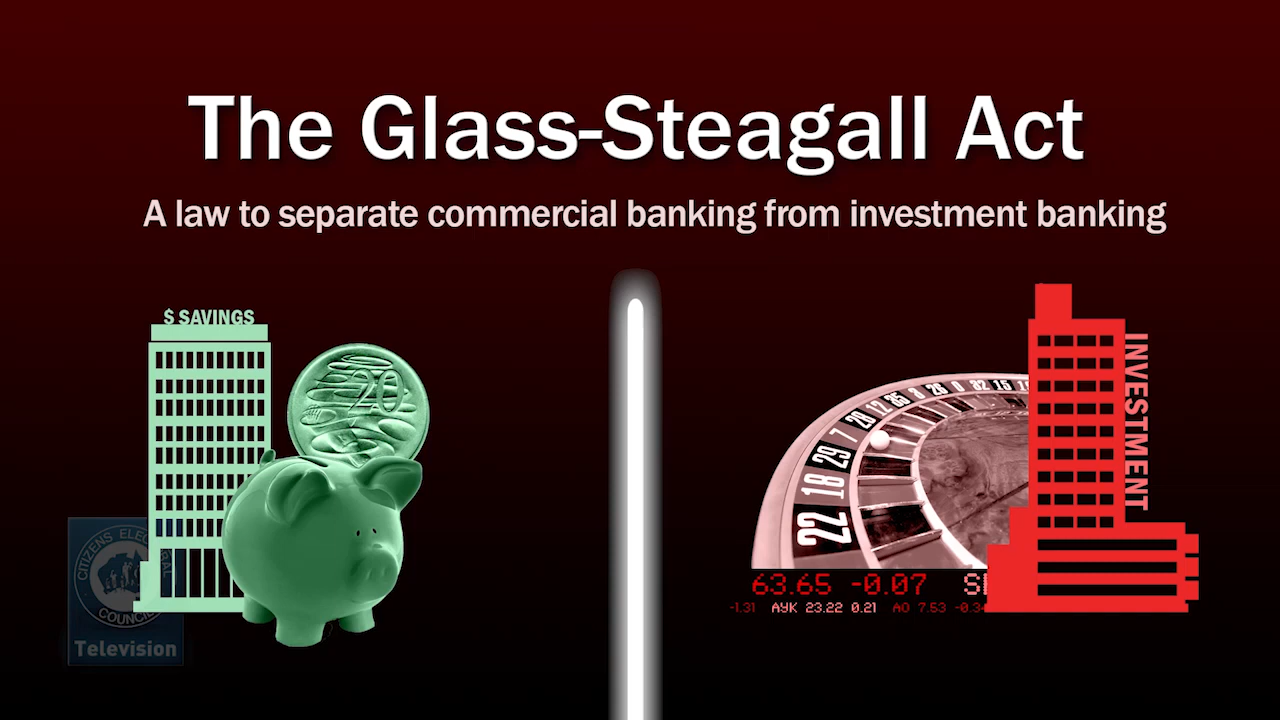 The Glass-Steagall Act
A law to separate commercial banking from investment banking
$ SAVINGS
20
INVESTMENT
22 18 29 7 28 12 35 3 26 0 32 15
63.65 -0.07
-1.31 AYK 23.22 0.21 AO 7.53
CITIZENS
COUNCIL
Television